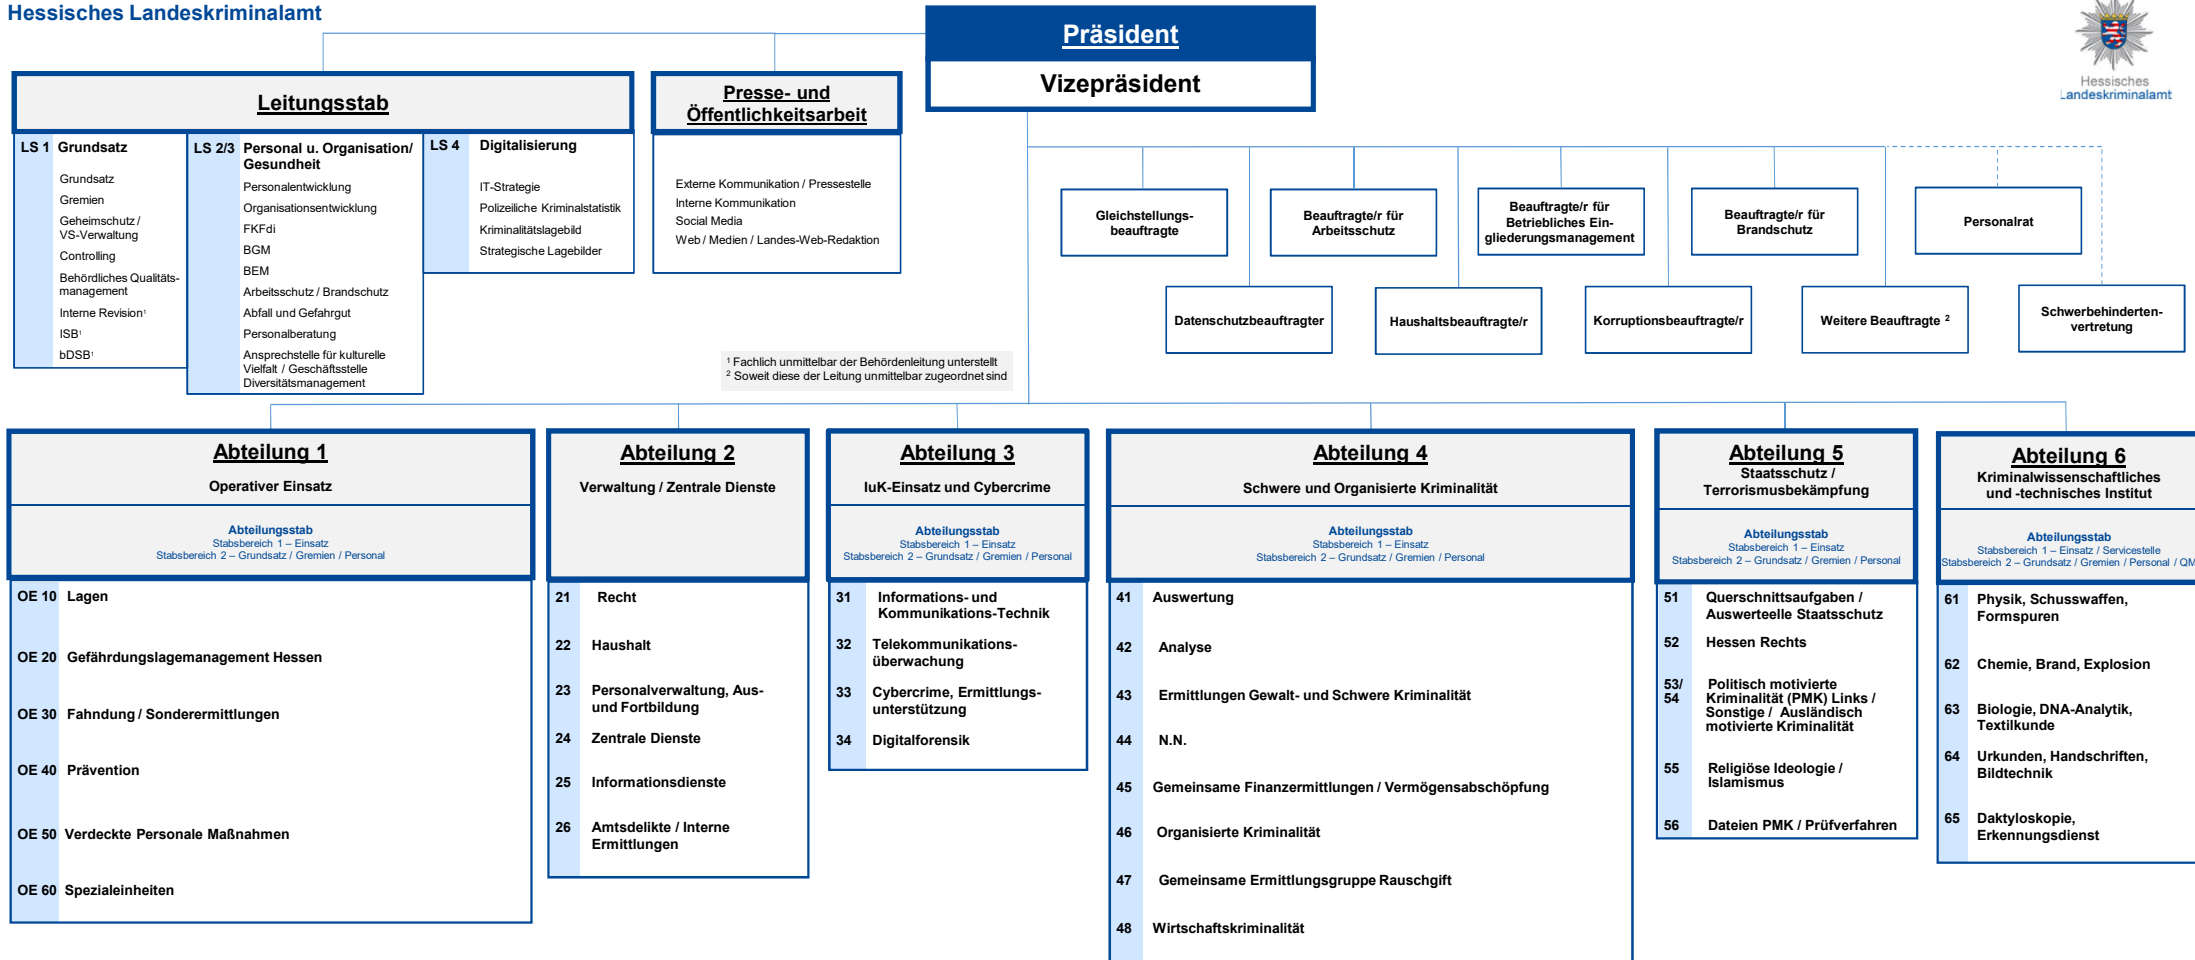 Hessisches Landeskriminalamt
Präsident
Vizepräsident
Hessisches
Landeskriminalamt
Leitungsstab
LS 1 Grundsatz
Grundsatz
Gremien
Geheimschutz /
VS-Verwaltung
Controlling
Behördliches Qualitäts-
management
Interne Revision¹
ISB¹
bDSB¹
LS 2/3 Personal u. Organisation/
Gesundheit
Personalentwicklung
Organisationsentwicklung
FKFdi
BGM
BEM
Arbeitsschutz / Brandschutz
Abfall und Gefahrgut
Personalberatung
Ansprechstelle für kulturelle
Vielfalt / Geschäftsstelle
Diversitätsmanagement
LS 4 Digitalisierung
IT-Strategie
Polizeiliche Kriminalstatistik
Kriminalitätslagebild
Strategische Lagebilder
Presse- und
Öffentlichkeitsarbeit
Externe Kommunikation / Pressestelle
Interne Kommunikation
Social Media
Web / Medien / Landes-Web-Redaktion
Gleichstellungs-
beauftragte
Beauftragte/r für
Arbeitsschutz
Beauftragte/r für
Betriebliches Ein-
gliederungsmanagement
Beauftragte/r für
Brandschutz
Personalrat
Datenschutzbeauftragter
Haushaltsbeauftragte/r
Korruptionsbeauftragte/r
Weitere Beauftragte ²
Schwerbehinderten-
vertretung
¹ Fachlich unmittelbar der Behördenleitung unterstellt
² Soweit diese der Leitung unmittelbar zugeordnet sind
Abteilung 1
Operativer Einsatz
Abteilungsstab
Stabsbereich 1 – Einsatz
Stabsbereich 2 – Grundsatz / Gremien / Personal
OE 10 Lagen
OE 20 Gefährdungslagemanagement Hessen
OE 30 Fahndung / Sonderermittlungen
OE 40 Prävention
OE 50 Verdeckte Personale Maßnahmen
OE 60 Spezialeinheiten
Abteilung 2
Verwaltung / Zentrale Dienste
21 Recht
22 Haushalt
23 Personalverwaltung, Aus-
und Fortbildung
24 Zentrale Dienste
25 Informationsdienste
26 Amtsdelikte / Interne
Ermittlungen
Abteilung 3
IuK-Einsatz und Cybercrime
Abteilungsstab
Stabsbereich 1 – Einsatz
Stabsbereich 2 – Grundsatz / Gremien / Personal
31 Informations- und
Kommunikations-Technik
32 Telekommunikations-
überwachung
33 Cybercrime, Ermittlungs-
unterstützung
34 Digitalforensik
Abteilung 4
Schwere und Organisierte Kriminalität
Abteilungsstab
Stabsbereich 1 – Einsatz
Stabsbereich 2 – Grundsatz / Gremien / Personal
41 Auswertung
42 Analyse
43 Ermittlungen Gewalt- und Schwere Kriminalität
44 N.N.
45 Gemeinsame Finanzermittlungen / Vermögensabschöpfung
46 Organisierte Kriminalität
47 Gemeinsame Ermittlungsgruppe Rauschgift
48 Wirtschaftskriminalität
Abteilung 5
Staatsschutz /
Terrorismusbekämpfung
Abteilungsstab
Stabsbereich 1 – Einsatz
Stabsbereich 2 – Grundsatz / Gremien / Personal
51 Querschnittsaufgaben /
Auswerteelle Staatsschutz
52 Hessen Rechts
53/ Politisch motivierte
54 Kriminalität (PMK) Links /
Sonstige / Ausländisch
motivierte Kriminalität
55 Religiöse Ideologie /
Islamismus
56 Dateien PMK / Prüfverfahren
Abteilung 6
Kriminalwissenschaftliches
und -technisches Institut
Abteilungsstab
Stabsbereich 1 – Einsatz / Servicestelle
Stabsbereich 2 – Grundsatz / Gremien / Personal / QM
61 Physik, Schusswaffen,
Formspuren
62 Chemie, Brand, Explosion
63 Biologie, DNA-Analytik,
Textilkunde
64 Urkunden, Handschriften,
Bildtechnik
65 Daktyloskopie,
Erkennungsdienst